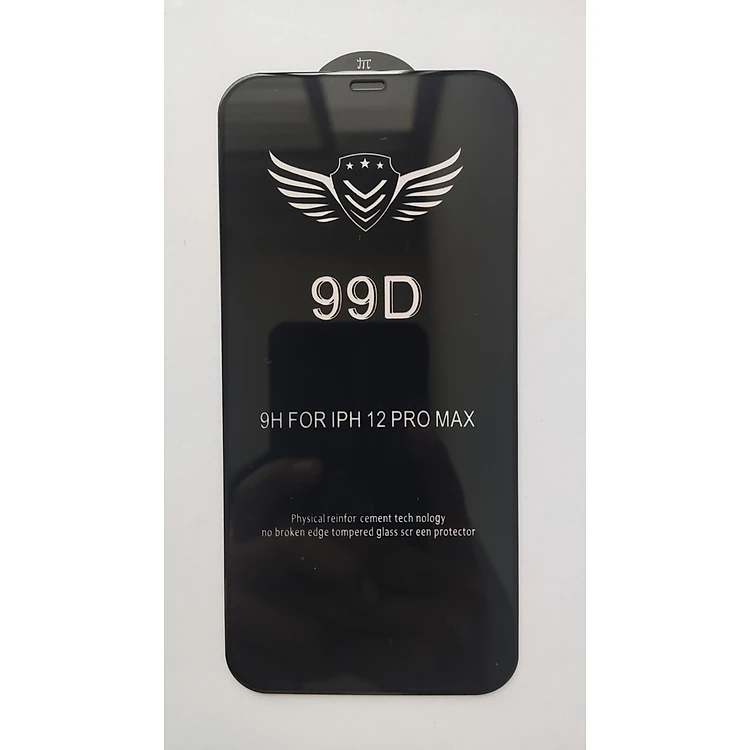 99D
9H FOR IPH 12 PRO MAX
Physical reinfor cement tech nology
no broken edge tompered glass scr een protector